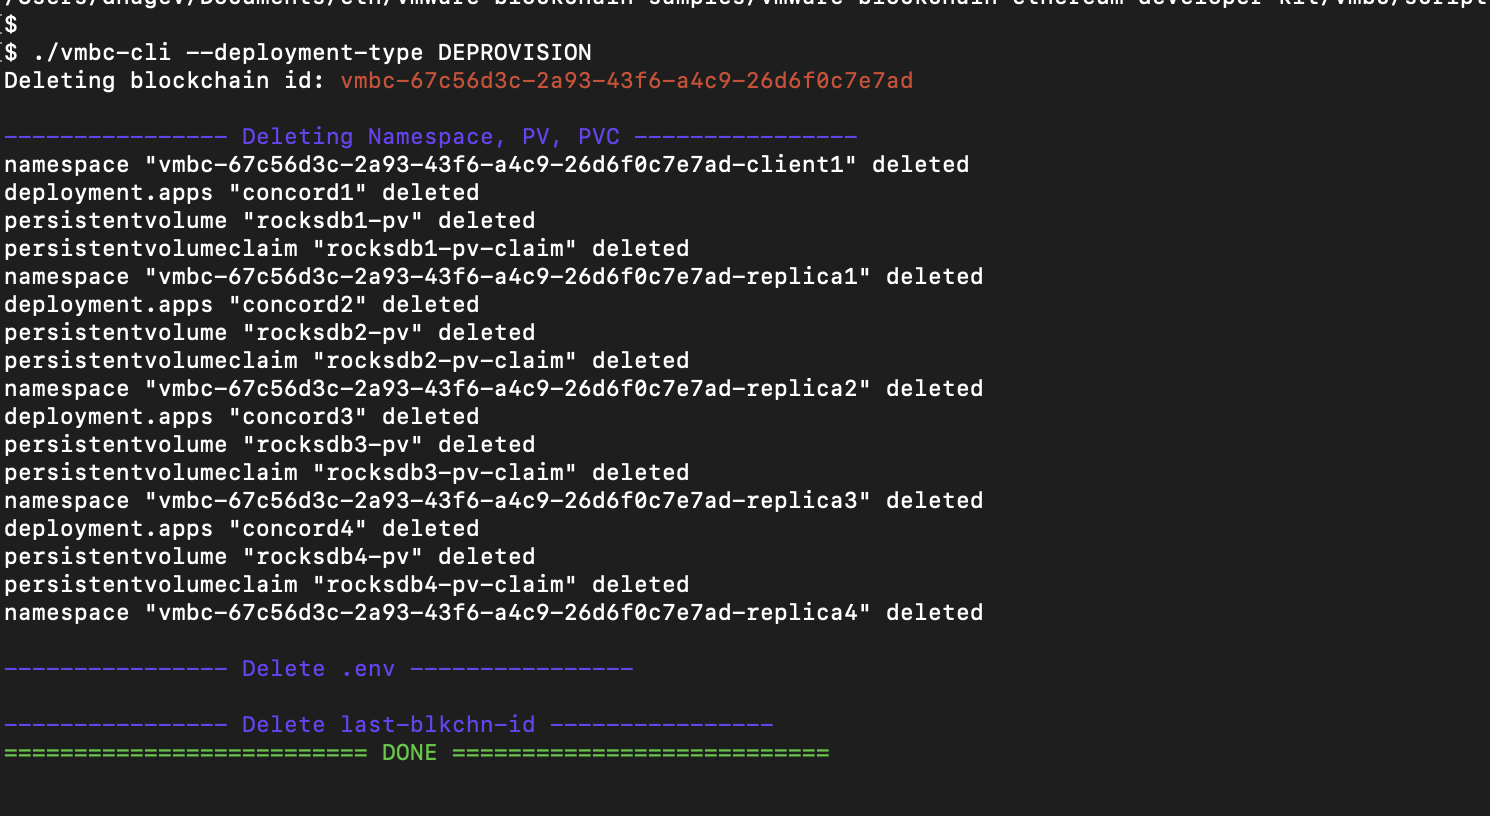 $
$ ./vmbc-cli --deployment-type DEPROVISION
Deleting blockchain id: vmbc-67c56d3c-2a93-43f6-a4c9-26d6f0c7e7ad
---------------- Deleting Namespace, PV, PVC ----------------
namespace "vmbc-67c56d3c-2a93-43f6-a4c9-26d6f0c7e7ad-client1" deleted
deployment.apps "concord1" deleted
persistentvolume "rocksdb1-pv" deleted
persistentvolumeclaim "rocksdb1-pv-claim" deleted
namespace "vmbc-67c56d3c-2a93-43f6-a4c9-26d6f0c7e7ad-replica1" deleted
deployment.apps "concord2" deleted
persistentvolume "rocksdb2-pv" deleted
persistentvolumeclaim "rocksdb2-pv-claim" deleted
namespace "vmbc-67c56d3c-2a93-43f6-a4c9-26d6f0c7e7ad-replica2" deleted
deployment.apps "concord3" deleted
persistentvolume "rocksdb3-pv" deleted
persistentvolumeclaim "rocksdb3-pv-claim" deleted
namespace "vmbc-67c56d3c-2a93-43f6-a4c9-26d6f0c7e7ad-replica3" deleted
deployment.apps "concord4" deleted
persistentvolume "rocksdb4-pv" deleted
persistentvolumeclaim "rocksdb4-pv-claim" deleted
namespace "vmbc-67c56d3c-2a93-43f6-a4c9-26d6f0c7e7ad-replica4" deleted
---------------- Delete .env ----------------
---------------- Delete last-blkchn-id ----------------
========================== DONE ===========================